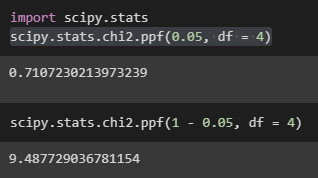 import scipy.stats
scipy.stats.chi2.ppf(0.05, df = 4)
0.7107230213973239
scipy.stats.chi2.ppf(1 - 0.05, df = 4)
9.487729036781154